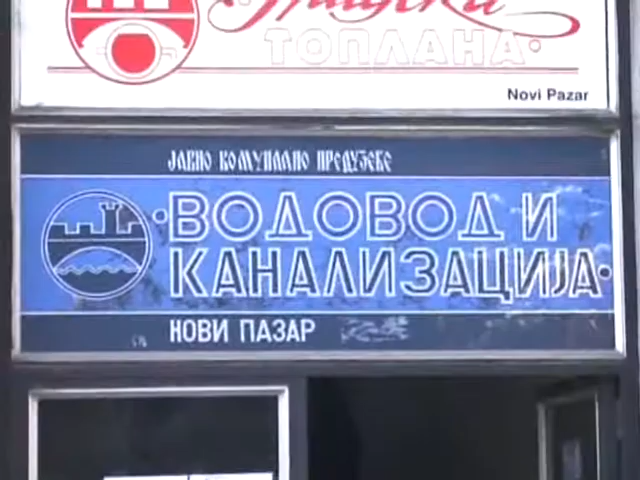 ТОПЛАНА
Novi Pazar
ЈАВНО КОМУНАЛНО ПРЕДУЗЕЋЕ
ВОДОВОД И
КАНАЛИЗАЦИЈА
НОВИ ПАЗАР